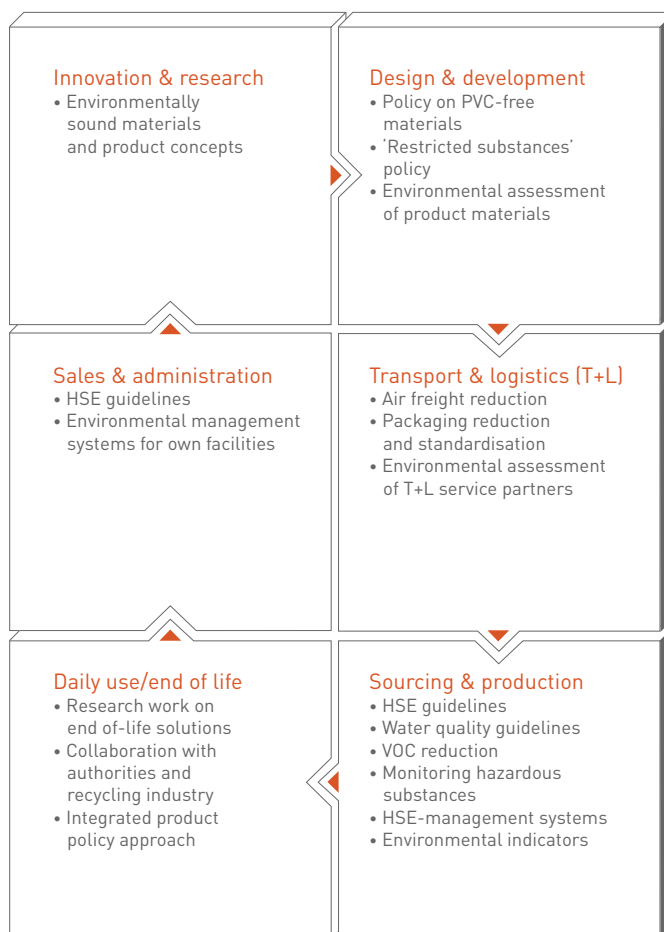 Innovation & research
• Environmentally
sound materials
and product concepts
Design & development
• Policy on PVC-free
materials
• ‘Restricted substances’
policy
• Environmental assessment
of product materials
Sales & administration
• HSE guidelines
• Environmental management
systems for own facilities
Transport & logistics (T+L)
• Air freight reduction
• Packaging reduction
and standardisation
• Environmental assessment
of T+L service partners
Daily use/end of life
• Research work on
end of-life solutions
• Collaboration with
authorities and
recycling industry
• Integrated product
policy approach
Sourcing & production
• HSE guidelines
• Water quality guidelines
• VOC reduction
• Monitoring hazardous
substances
• HSE-management systems
• Environmental indicators